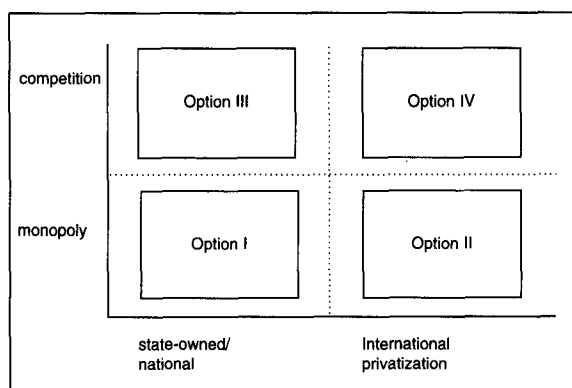 competition
Option III
Option IV
monopoly
Option I
Option II
state-owned/
national
International
privatization